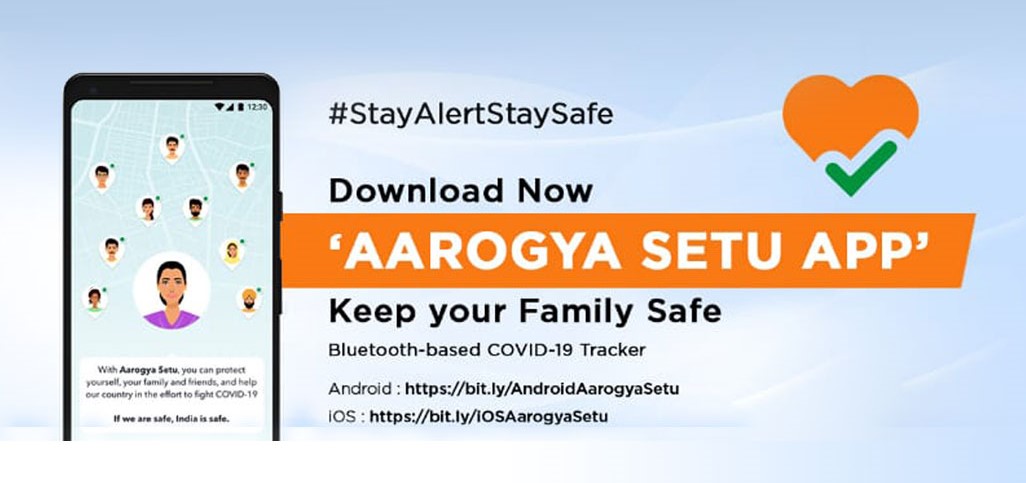 12:30
#StayAlertStaySafe
Download Now
‘AAROGYA SETU APP’
Keep your Family Safe
Bluetooth-based COVID-19 Tracker
Android : https://bit.ly/AndroidAarogyaSetu
iOS : https://bit.ly/iOSAarogyaSetu
With Aarogya Setu, you can protect
yourself, your family and friends, and help
our country in the effort to fight COVID-19
If we are safe, India is safe.